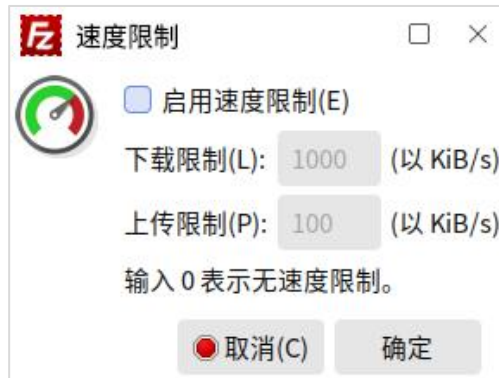 Fz 速度限制
启用速度限制(E)
下载限制(L): 1000 (以 KiB/s)
上传限制(P): 100 (以 KiB/s)
输入 0 表示无速度限制。
取消(C) 确定